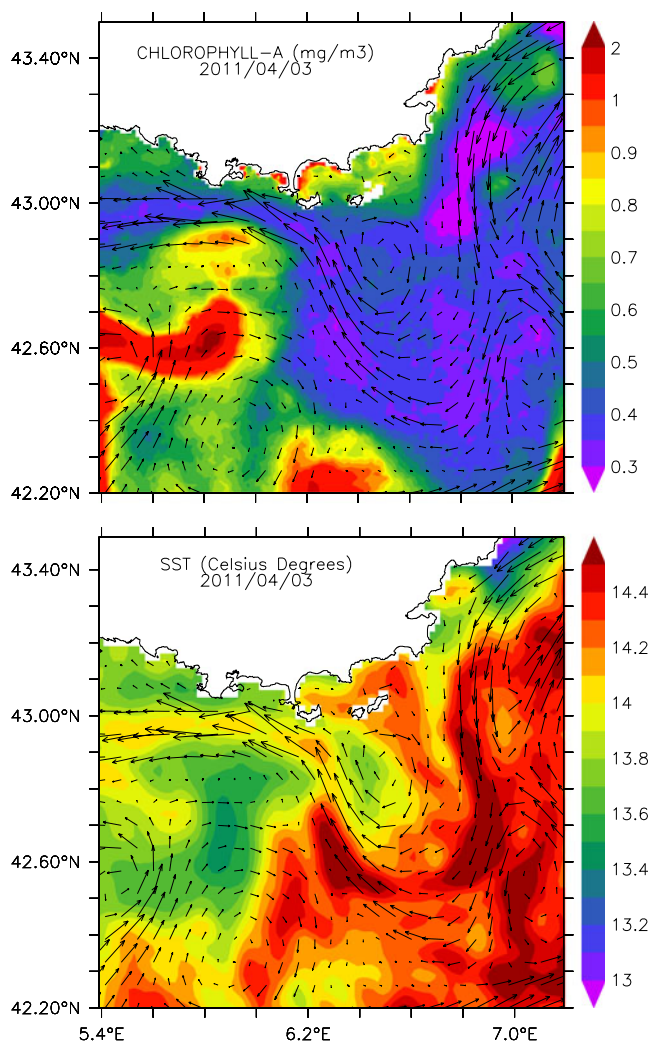 CHLOROPHYLL-A (mg/m3)
2011/04/03
43.40°N
43.00°N
42.60°N
42.20°N
2
1
0.9
0.8
0.7
0.6
0.5
0.4
0.3
SST (Celsius Degrees)
2011/04/03
43.40°N
43.00°N
42.60°N
42.20°N
14.4
14.2
14
13.8
13.6
13.4
13.2
13
5.4°E
6.2°E
7.0°E